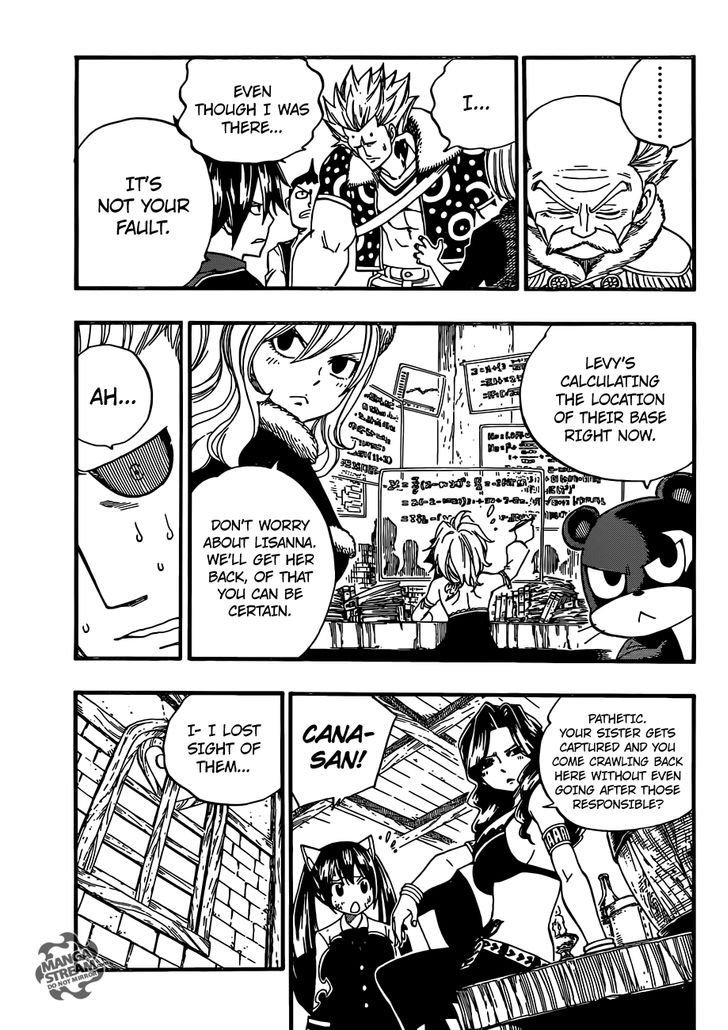 ..........
I...
EVEN
THOUGH I WAS
THERE...
IT'S
NOT YOUR
FAULT.
LEVY'S
CALCULATING
THE LOCATION
OF THEIR BASE
RIGHT NOW.
DON'T WORRY
ABOUT LISANNA.
WE'LL GET HER
BACK, OF THAT
YOU CAN BE
CERTAIN.
AH...
PATHETIC.
YOUR SISTER GETS
CAPTURED AND YOU
COME CRAWLING BACK
HERE WITHOUT EVEN
GOING AFTER THOSE
RESPONSIBLE?
CANA-
SAN!
I- I LOST
SIGHT OF
THEM...
MANGA
STREAM
DO NOT MIRROR